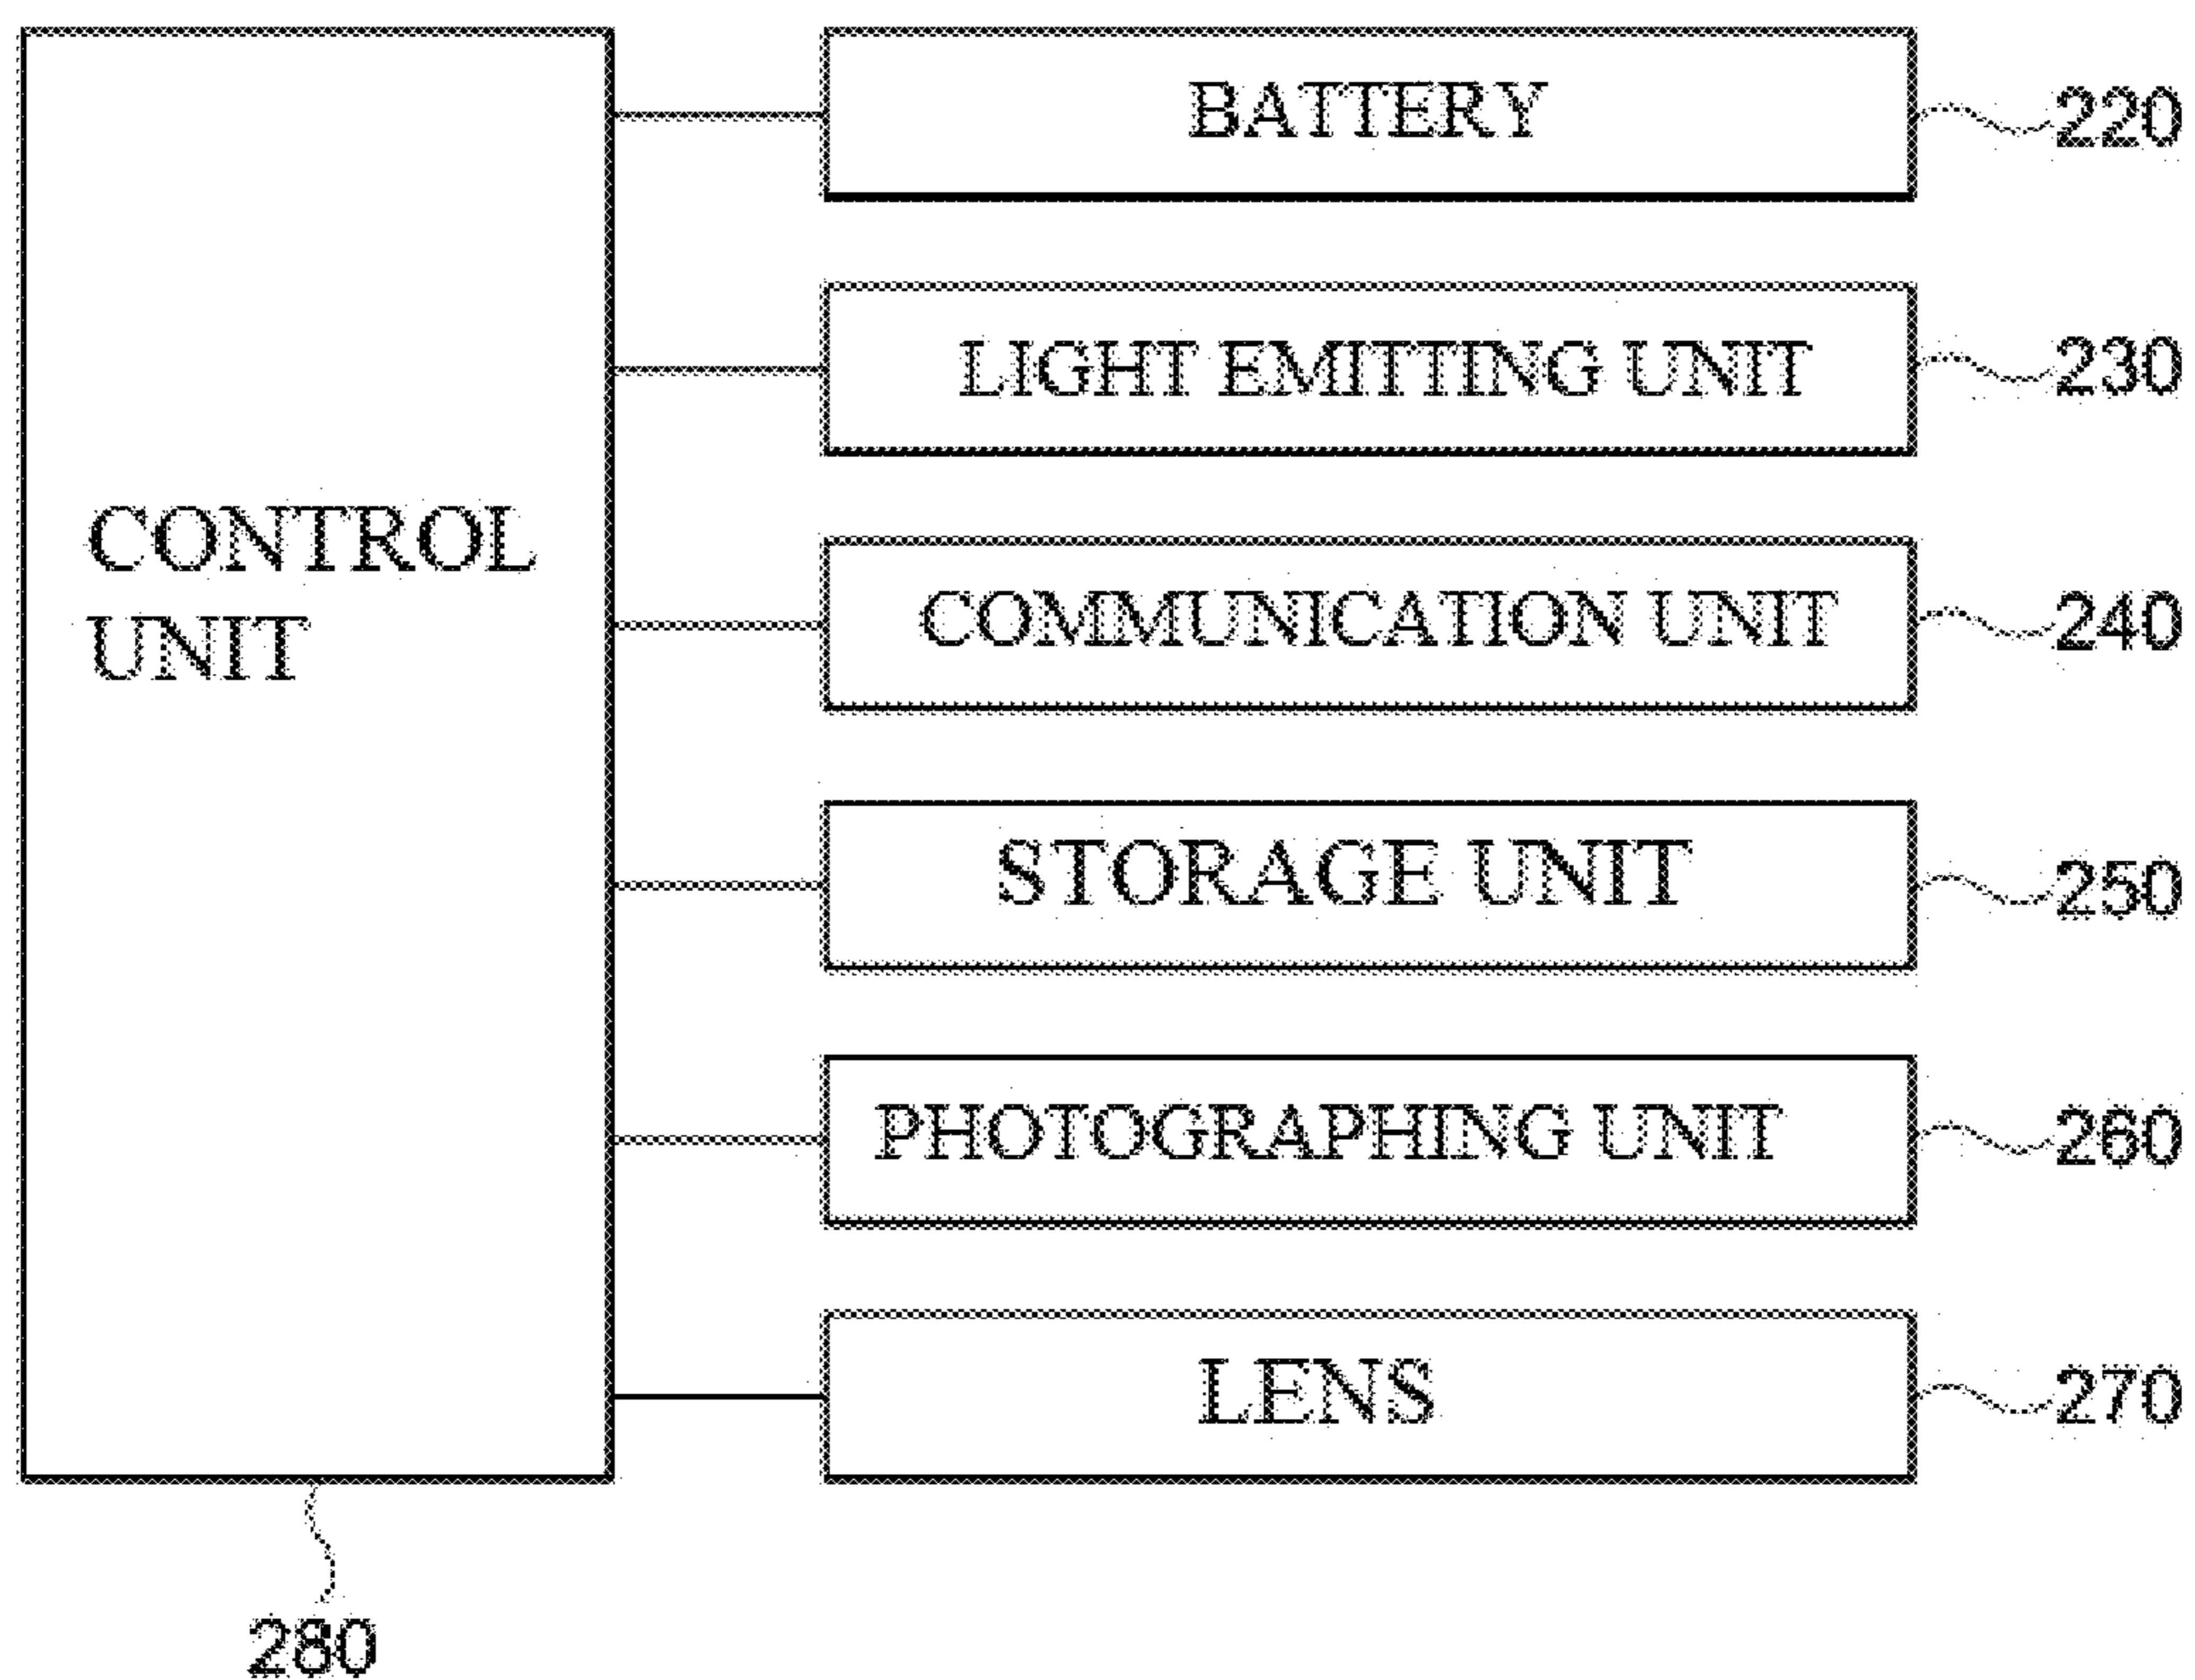 BATTERY
220
LIGHT EMITTING UNIT
230
CONTROL
UNIT
COMMUNICATION UNIT
240
STORAGE UNIT
250
PHOTOGRAPHING UNIT
260
LENS
270
280